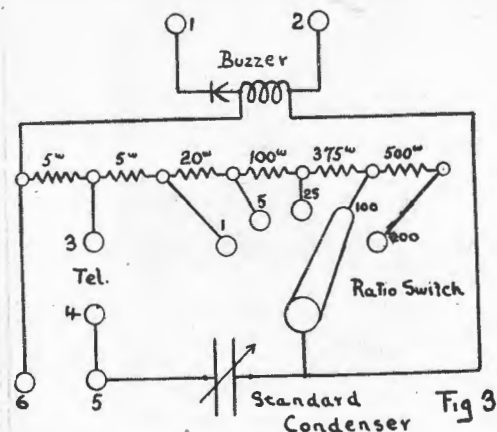 1 2
Buzzer
5ω 5ω 20ω 100ω 375ω 500ω
3 1 5 25 100 200
Tel.
Ratio Switch
4
6 5 Standard Condenser
Fig 3